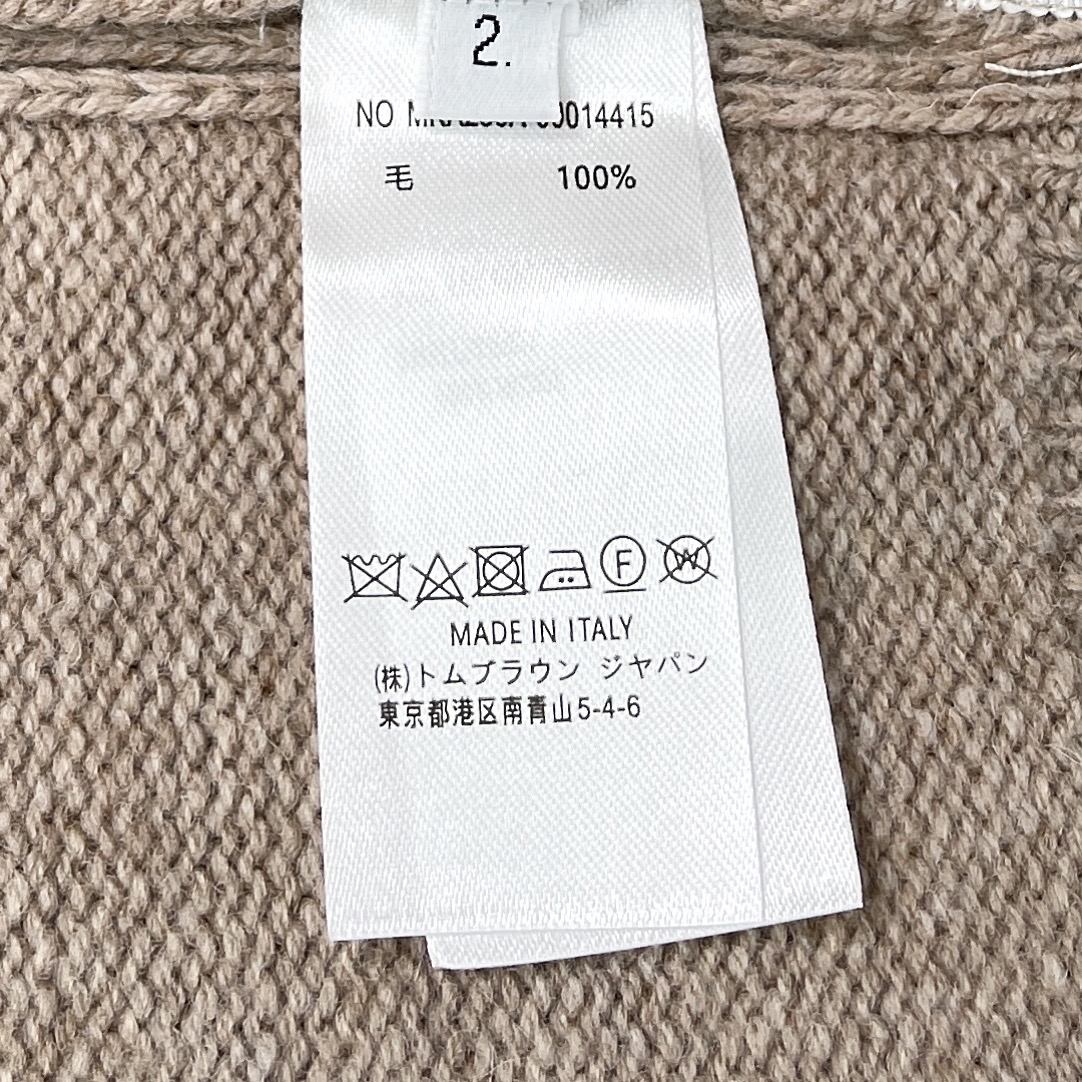 2.
NO 00014415
毛 100%
F W
MADE IN ITALY
(株)トムブラウン ジヤパン
東京都港区南青山5-4-6